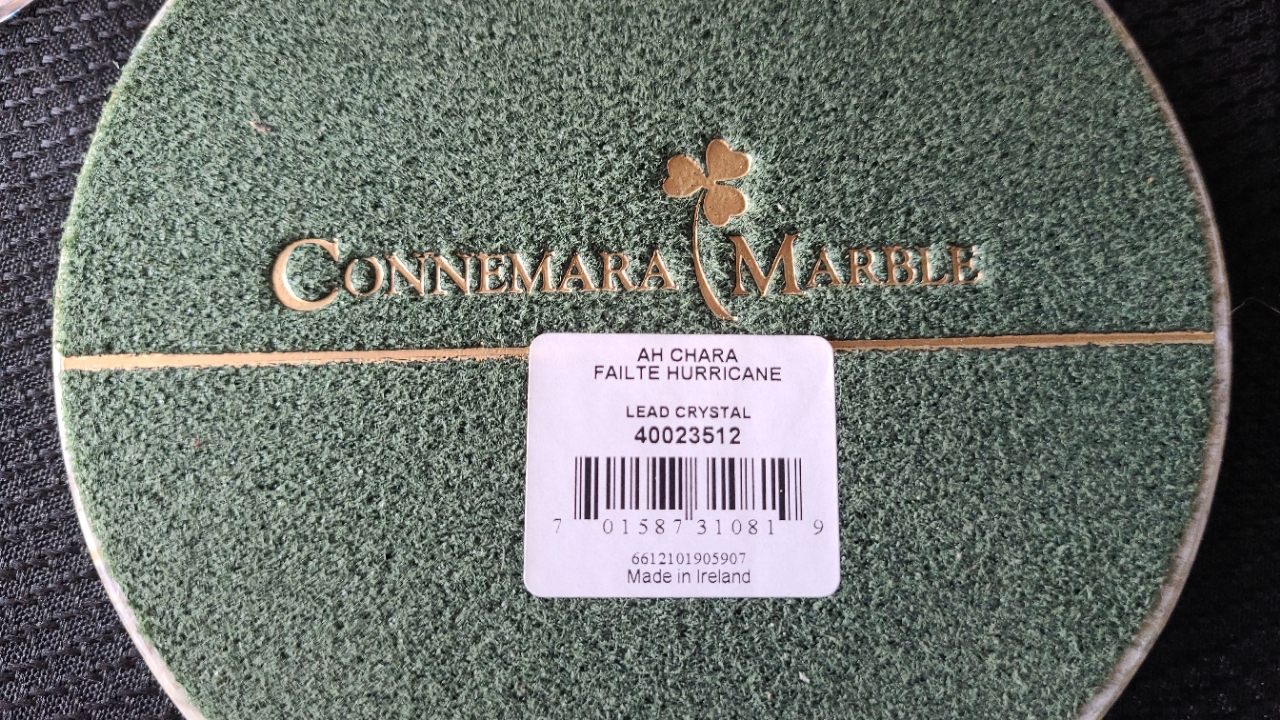 CONNEMARA MARBLE
AH CHARA
FAILTE HURRICANE
LEAD CRYSTAL
40023512
7 01587 31081 9
6612101905907
Made in Ireland